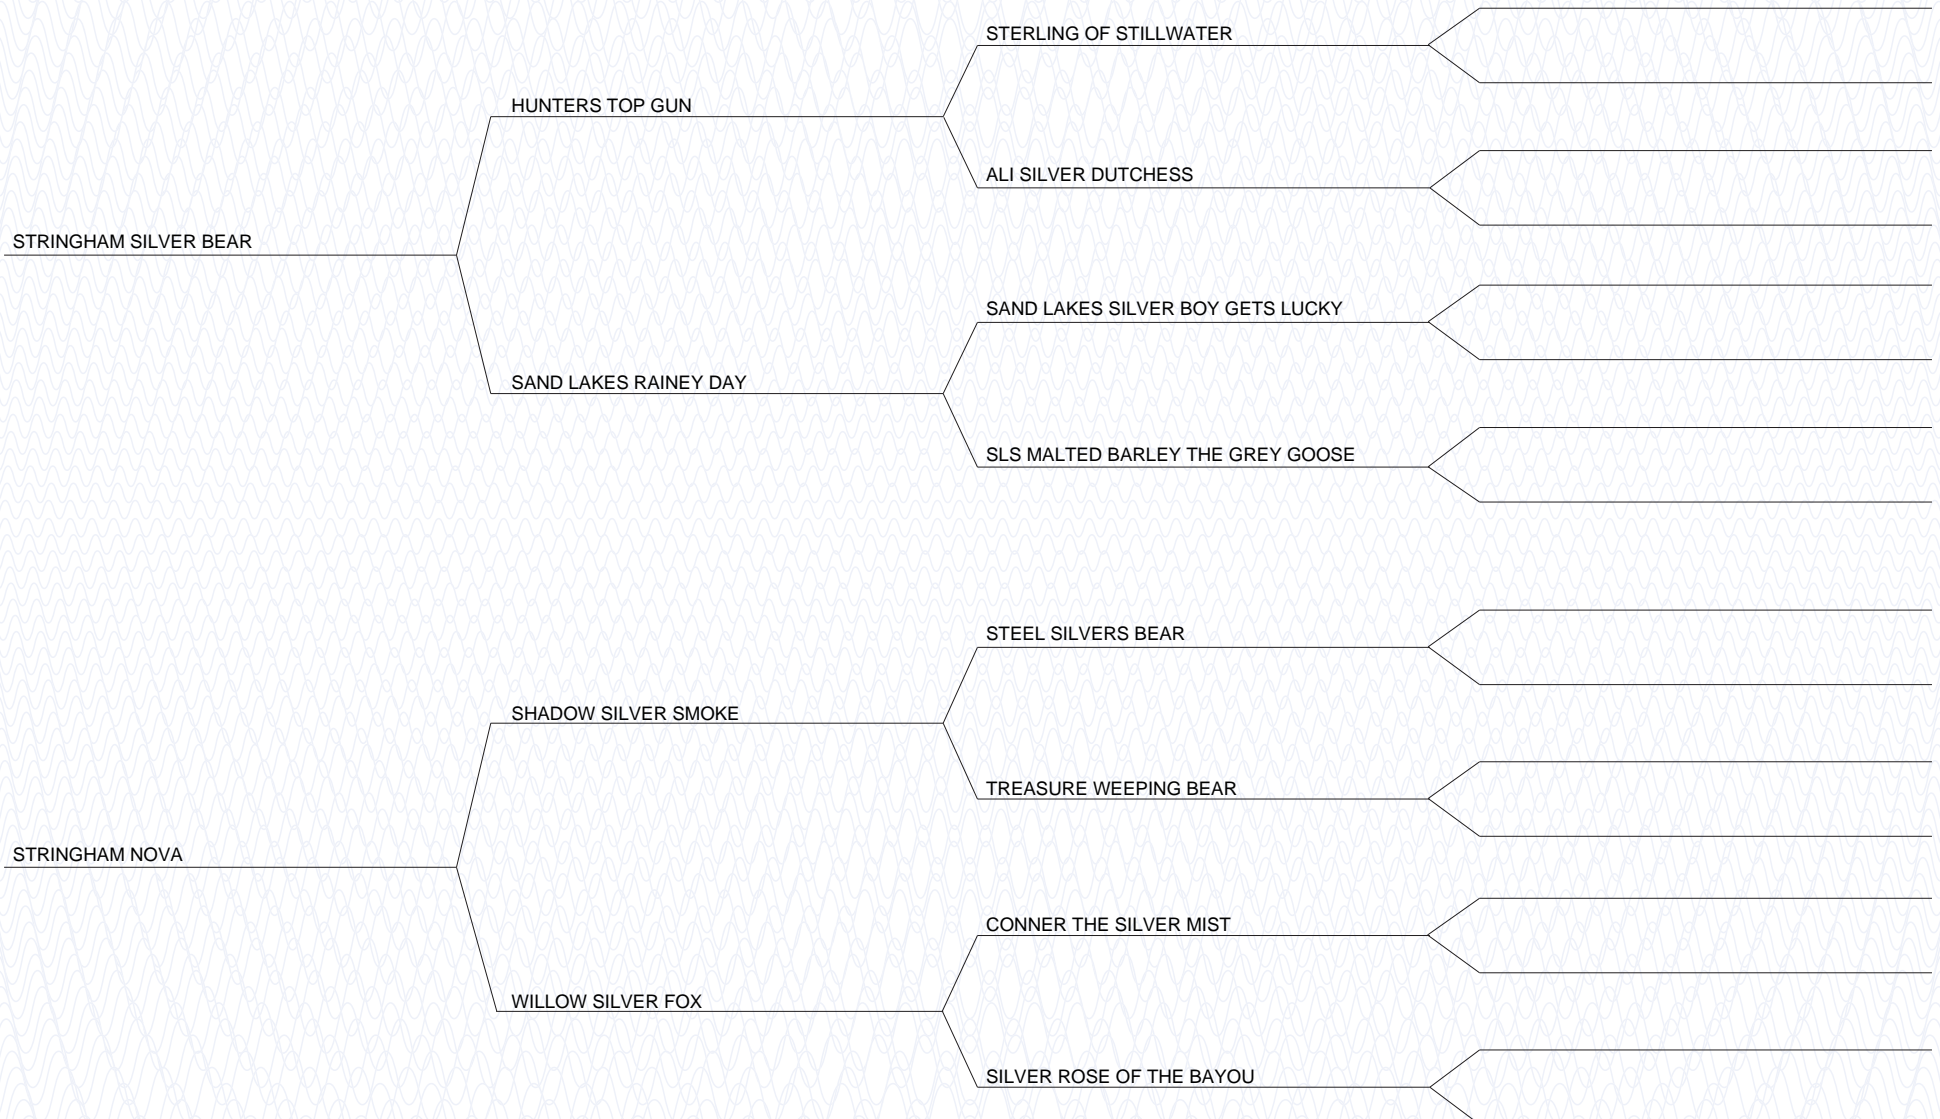 STERLING OF STILLWATER
HUNTERS TOP GUN
ALI SILVER DUTCHESS
STRINGHAM SILVER BEAR
SAND LAKES SILVER BOY GETS LUCKY
SAND LAKES RAINEY DAY
SLS MALTED BARLEY THE GREY GOOSE
STEEL SILVERS BEAR
SHADOW SILVER SMOKE
TREASURE WEEPING BEAR
STRINGHAM NOVA
CONNER THE SILVER MIST
WILLOW SILVER FOX
SILVER ROSE OF THE BAYOU